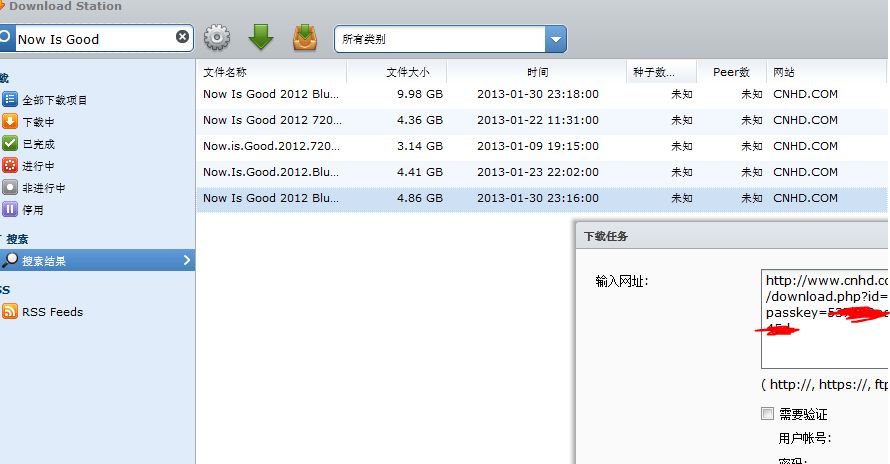 Download Station
Now Is Good
所有类别
载
全部下载项目
下载中
已完成
进行中
非进行中
停用
搜索
搜索结果
SS
RSS Feeds
文件名称 文件大小 时间 种子数... Peer数 网站
Now Is Good 2012 Blu... 9.98 GB 2013-01-30 23:18:00 未知 未知 CNHD.COM
Now Is Good 2012 720... 4.36 GB 2013-01-22 11:31:00 未知 未知 CNHD.COM
Now.is.Good.2012.720... 3.14 GB 2013-01-09 19:15:00 未知 未知 CNHD.COM
Now.Is.Good.2012.Blu... 4.41 GB 2013-01-23 22:02:00 未知 未知 CNHD.COM
Now Is Good 2012 Blu... 4.86 GB 2013-01-30 23:16:00 未知 未知 CNHD.COM
下载任务
输入网址:
http://www.cnhd.co
/download.php?id=
passkey=
( http://, https://, ftp
需要验证
用户帐号:
密码: